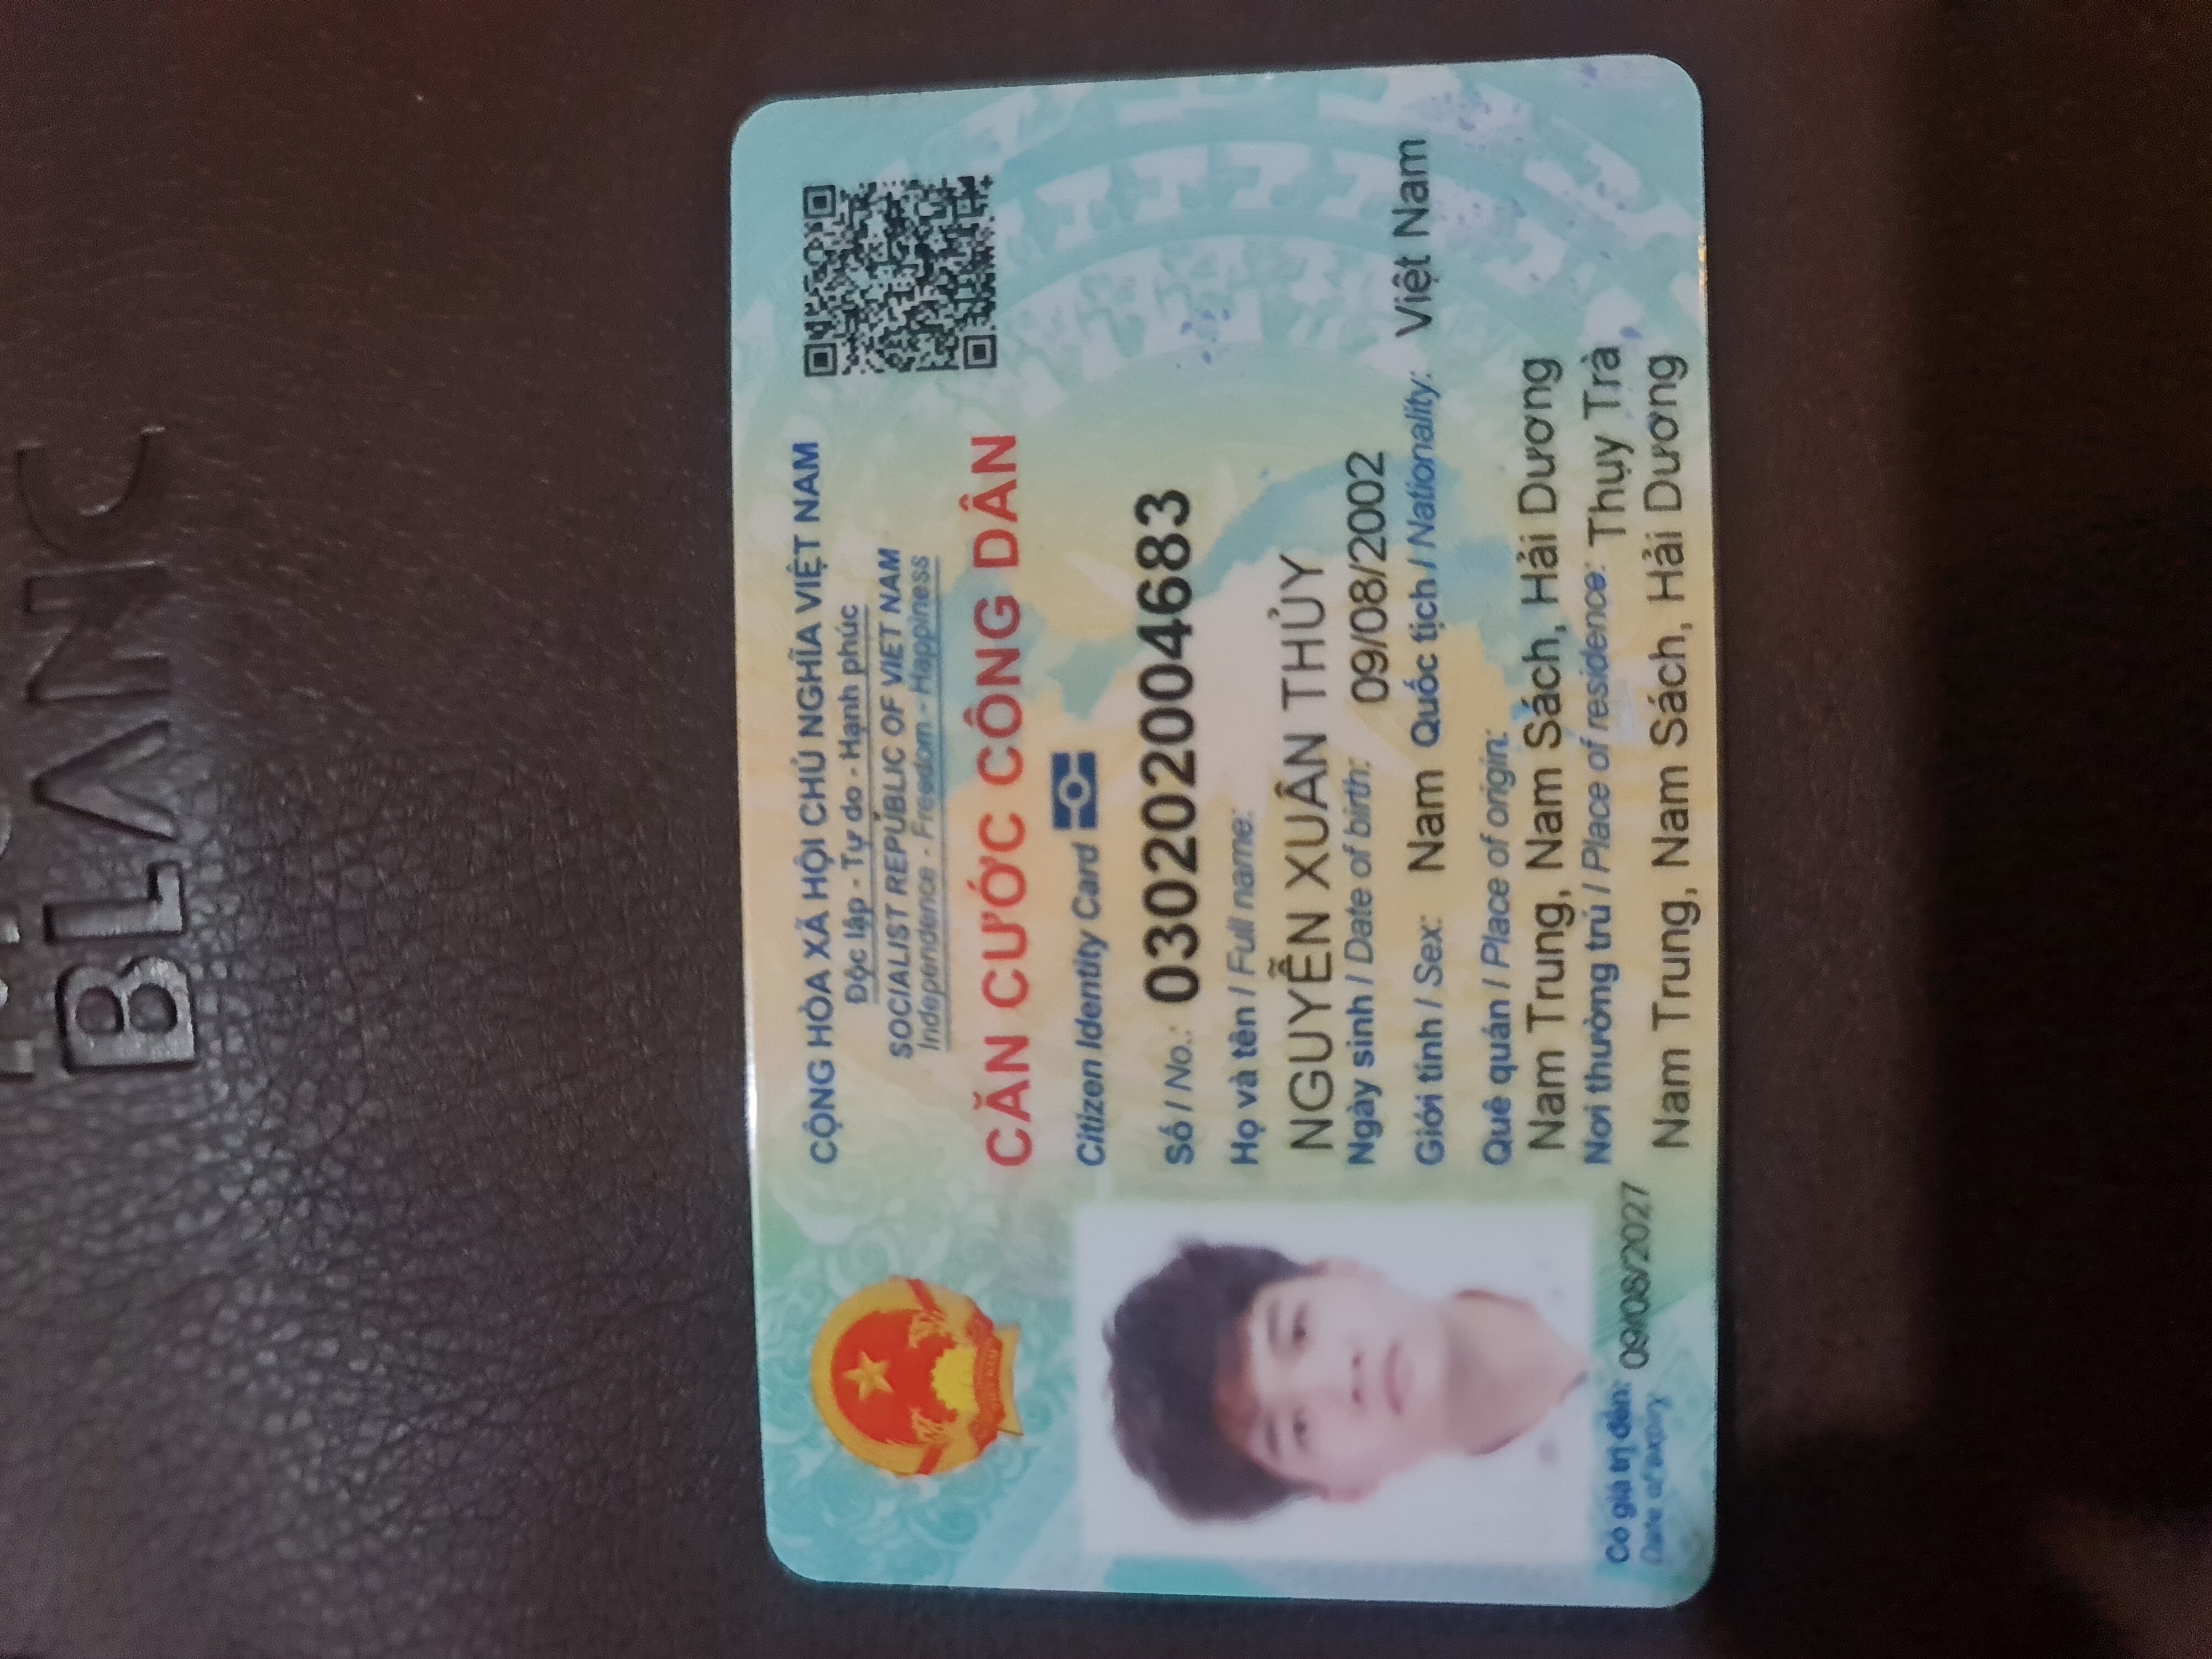 BLANC
CỘNG HÒA XÃ HỘI CHỦ NGHĨA VIỆT NAM
Độc lập - Tự do - Hạnh phúc
SOCIALIST REPUBLIC OF VIET NAM
Independence - Freedom - Happiness
CĂN CƯỚC CÔNG DÂN
Citizen Identity Card
Số / No.: 030202004683
Họ và tên / Full name:
NGUYỄN XUÂN THỦY
Ngày sinh / Date of birth: 09/08/2002
Giới tính / Sex: Nam Quốc tịch / Nationality: Việt Nam
Quê quán / Place of origin:
Nam Trung, Nam Sách, Hải Dương
Nơi thường trú / Place of residence: Thụy Trà,
Nam Trung, Nam Sách, Hải Dương
Có giá trị đến: 09/08/2027
Date of expiry